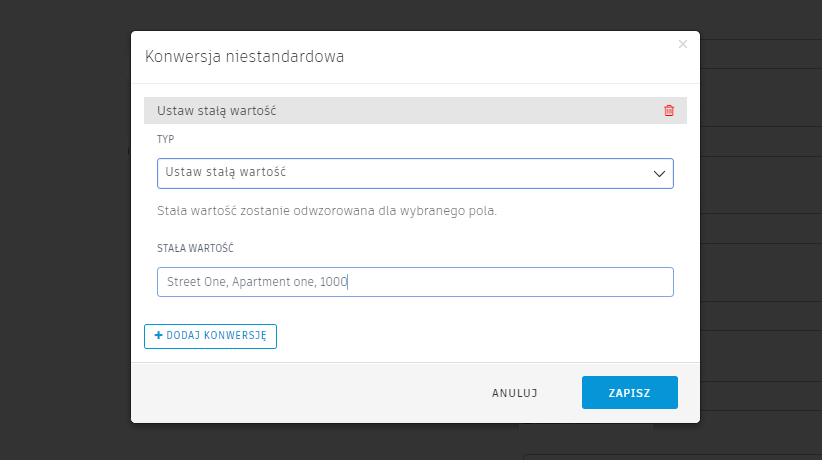 Konwersja niestandardowa
Ustaw stałą wartość
TYP
Ustaw stałą wartość
Stała wartość zostanie odwzorowana dla wybranego pola.
STAŁA WARTOŚĆ
Street One, Apartment one, 1000
+ DODAJ KONWERSJĘ
ANULUJ
ZAPISZ